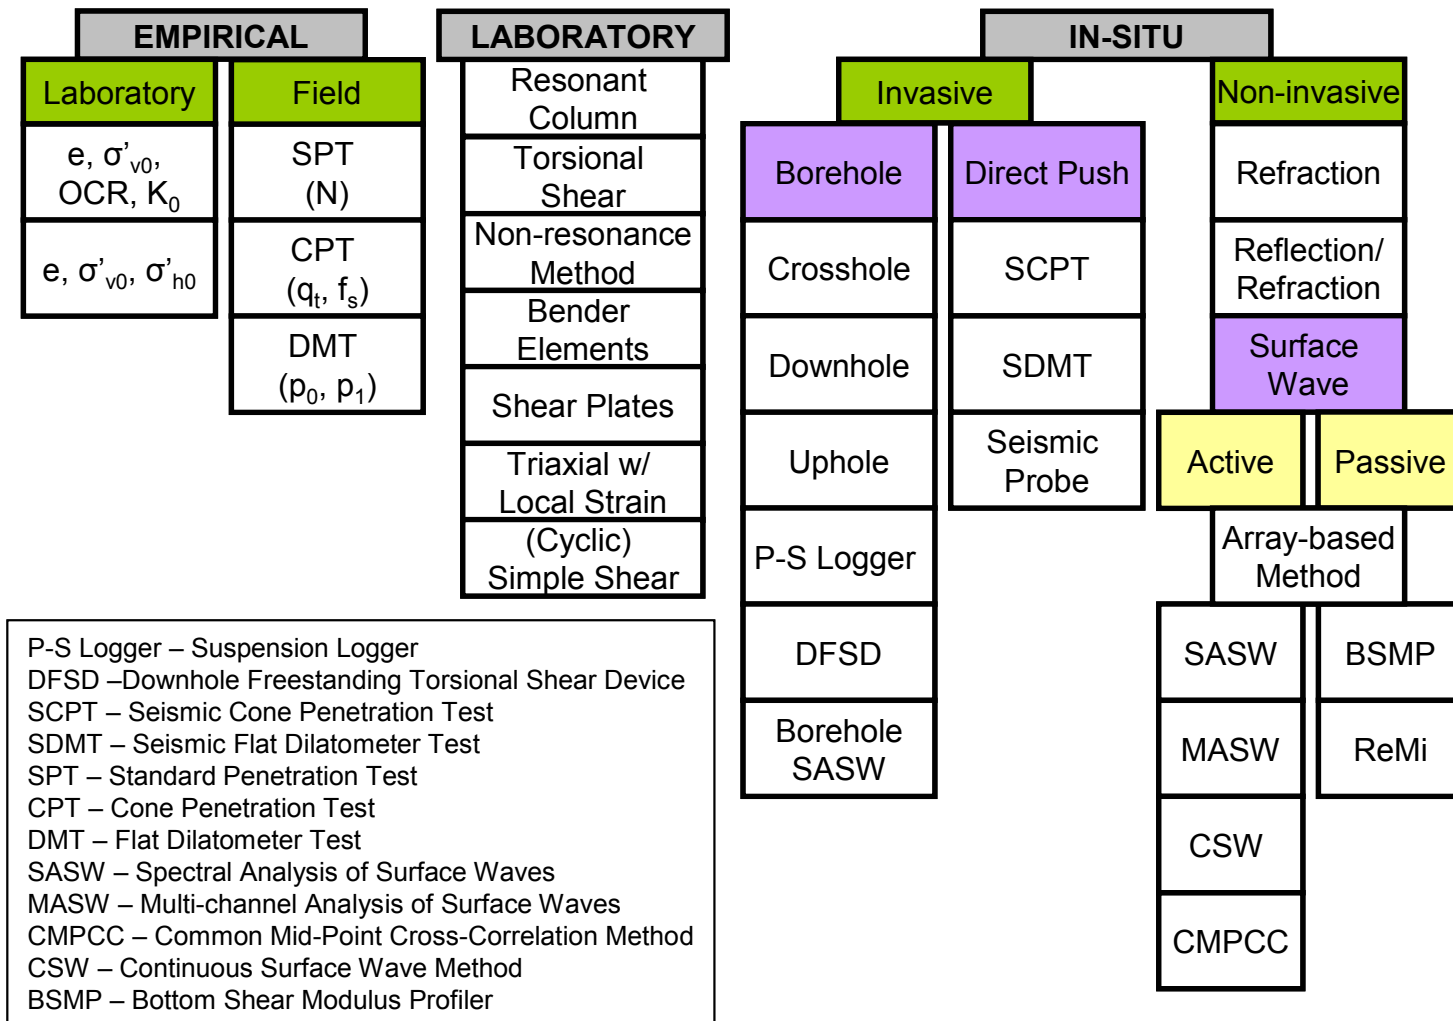 EMPIRICAL
Laboratory
e, σ'v0,
OCR, K0
e, σ'v0, σ'h0
Field
SPT
(N)
CPT
(qt, fs)
DMT
(p0, p1)
LABORATORY
Resonant
Column
Torsional
Shear
Non-resonance
Method
Bender
Elements
Shear Plates
Triaxial w/
Local Strain
(Cyclic)
Simple Shear
IN-SITU
Invasive
Borehole
Crosshole
Downhole
Uphole
P-S Logger
DFSD
Borehole
SASW
Direct Push
SCPT
SDMT
Seismic
Probe
Non-invasive
Refraction
Reflection/
Refraction
Surface
Wave
Active
Passive
Array-based
Method
SASW
MASW
CSW
CMPCC
BSMP
ReMi
P-S Logger – Suspension Logger
DFSD –Downhole Freestanding Torsional Shear Device
SCPT – Seismic Cone Penetration Test
SDMT – Seismic Flat Dilatometer Test
SPT – Standard Penetration Test
CPT – Cone Penetration Test
DMT – Flat Dilatometer Test
SASW – Spectral Analysis of Surface Waves
MASW – Multi-channel Analysis of Surface Waves
CMPCC – Common Mid-Point Cross-Correlation Method
CSW – Continuous Surface Wave Method
BSMP – Bottom Shear Modulus Profiler